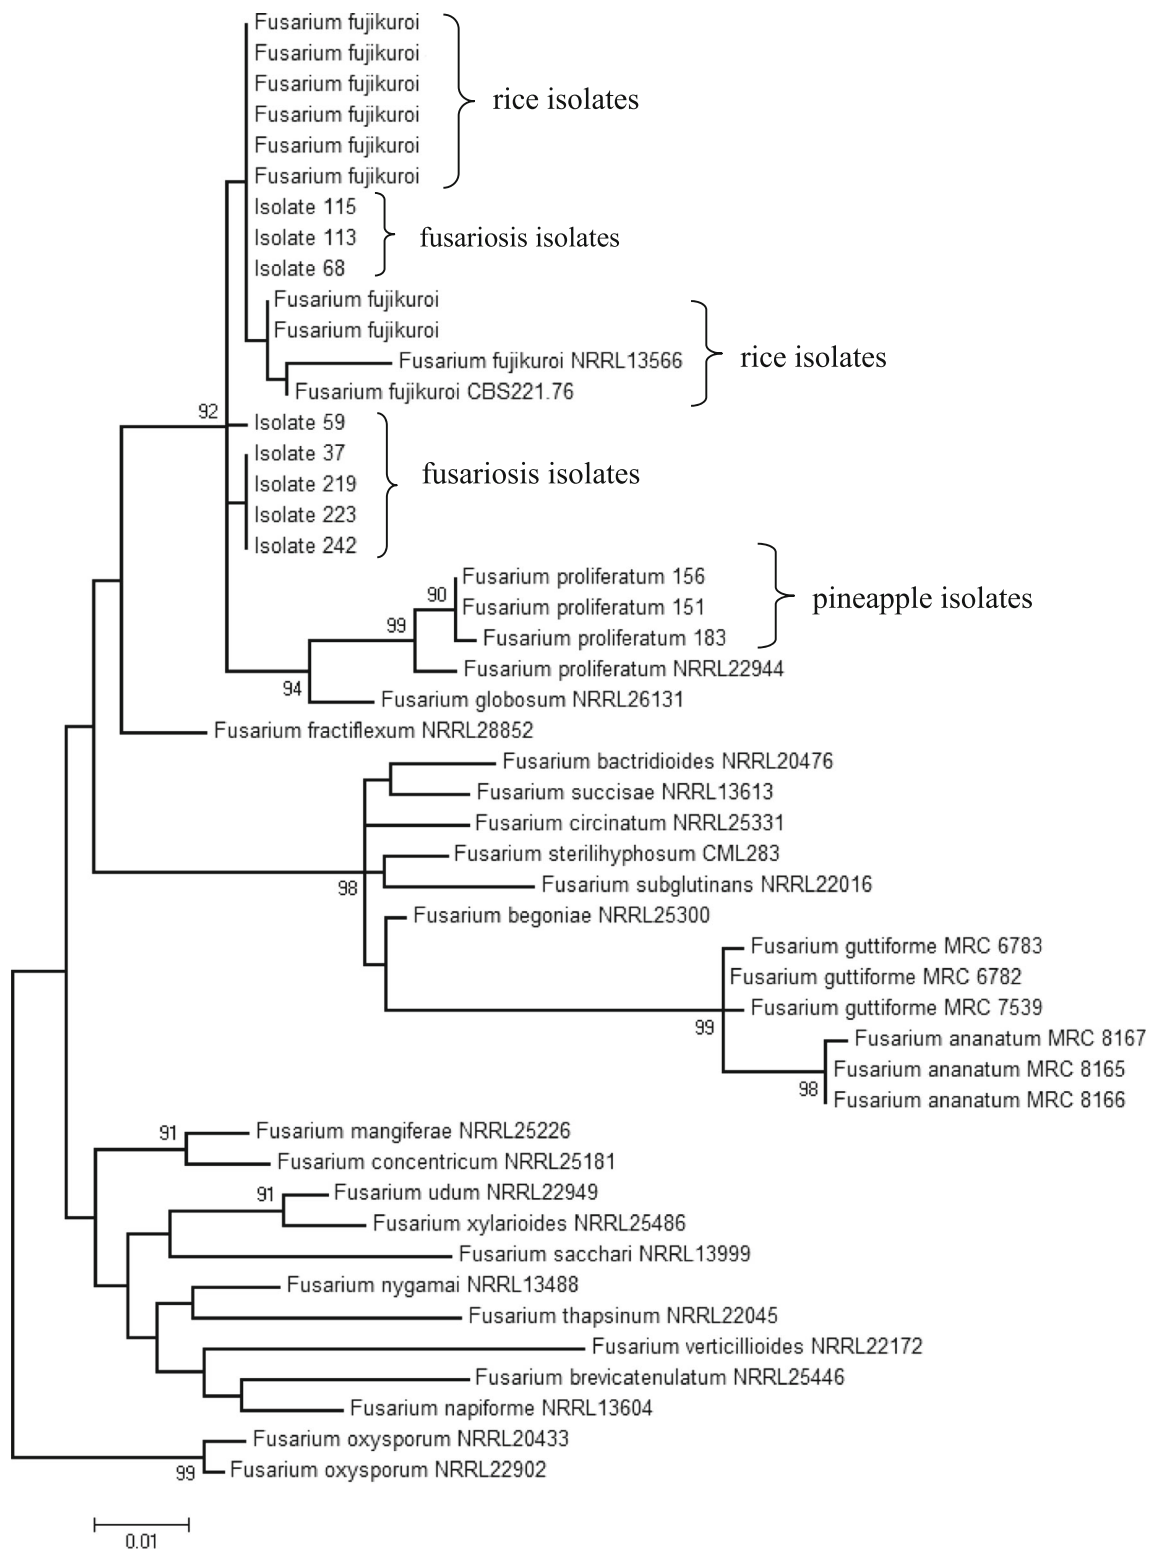 Fusarium fujikuroi
Fusarium fujikuroi
Fusarium fujikuroi
rice isolates
Fusarium fujikuroi
Fusarium fujikuroi
Fusarium fujikuroi
Isolate 115
Isolate 113
fusariosis isolates
Isolate 68
Fusarium fujikuroi
Fusarium fujikuroi
Fusarium fujikuroi NRRL13566
rice isolates
Fusarium fujikuroi CBS221.76
92
Isolate 59
Isolate 37
fusariosis isolates
Isolate 219
Isolate 223
Isolate 242
Fusarium proliferatum 156
90
pineapple isolates
Fusarium proliferatum 151
99
Fusarium proliferatum 183
Fusarium proliferatum NRRL22944
94
Fusarium globosum NRRL26131
Fusarium fractiflexum NRRL28852
Fusarium bactridioides NRRL20476
Fusarium succisae NRRL13613
Fusarium circinatum NRRL25331
Fusarium sterilihyphosum CML283
98
Fusarium subglutinans NRRL22016
Fusarium begoniae NRRL25300
Fusarium guttiforme MRC 6783
Fusarium guttiforme MRC 6782
Fusarium guttiforme MRC 7539
99
Fusarium ananatum MRC 8167
Fusarium ananatum MRC 8165
98
Fusarium ananatum MRC 8166
91
Fusarium mangiferae NRRL25226
Fusarium concentricum NRRL25181
91
Fusarium udum NRRL22949
Fusarium xylarioides NRRL25486
Fusarium sacchari NRRL13999
Fusarium nygamai NRRL13488
Fusarium thapsinum NRRL22045
Fusarium verticillioides NRRL22172
Fusarium brevicatenulatum NRRL25446
Fusarium napiforme NRRL13604
Fusarium oxysporum NRRL20433
99
Fusarium oxysporum NRRL22902
0.01